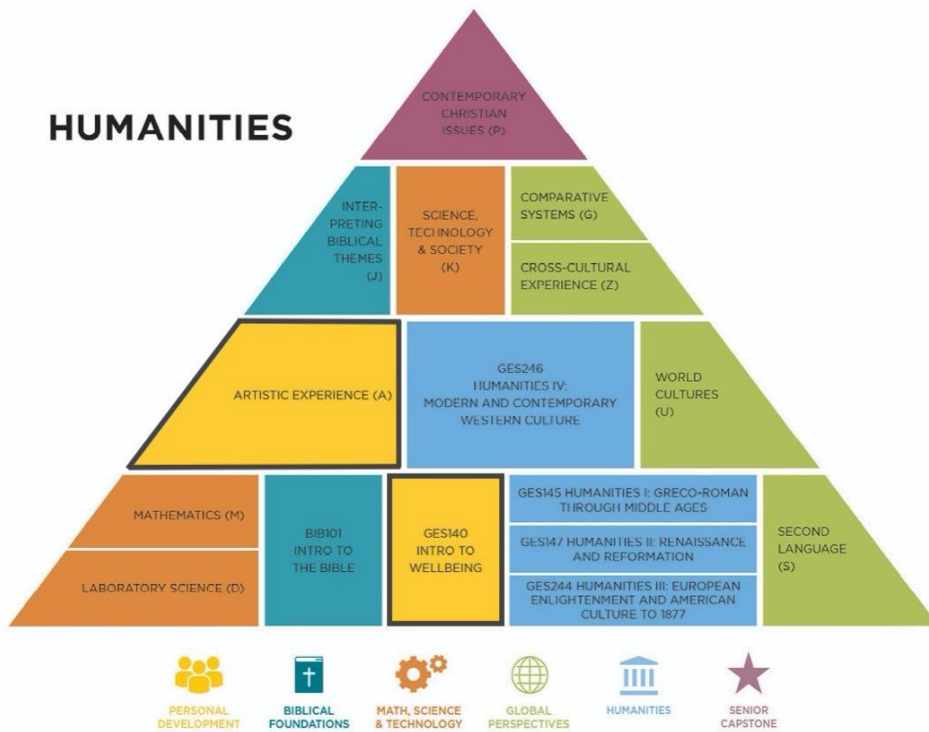 HUMANITIES
CONTEMPORARY
CHRISTIAN
ISSUES (P)
INTER-
PRETING
BIBLICAL
THEMES
(J)
SCIENCE,
TECHNOLOGY
& SOCIETY
(K)
COMPARATIVE
SYSTEMS (G)
CROSS-CULTURAL
EXPERIENCE (Z)
ARTISTIC EXPERIENCE (A)
GES246
HUMANITIES IV:
MODERN AND CONTEMPORARY
WESTERN CULTURE
WORLD
CULTURES
(U)
MATHEMATICS (M)
LABORATORY SCIENCE (D)
BIB101
INTRO TO
THE BIBLE
GES140
INTRO TO
WELLBEING
GES145 HUMANITIES I: GRECO-ROMAN
THROUGH MIDDLE AGES
GES147 HUMANITIES II: RENAISSANCE
AND REFORMATION
GES244 HUMANITIES III: EUROPEAN
ENLIGHTENMENT AND AMERICAN
CULTURE TO 1877
SECOND
LANGUAGE
(S)
PERSONAL
DEVELOPMENT
BIBLICAL
FOUNDATIONS
MATH, SCIENCE
& TECHNOLOGY
GLOBAL
PERSPECTIVES
HUMANITIES
SENIOR
CAPSTONE